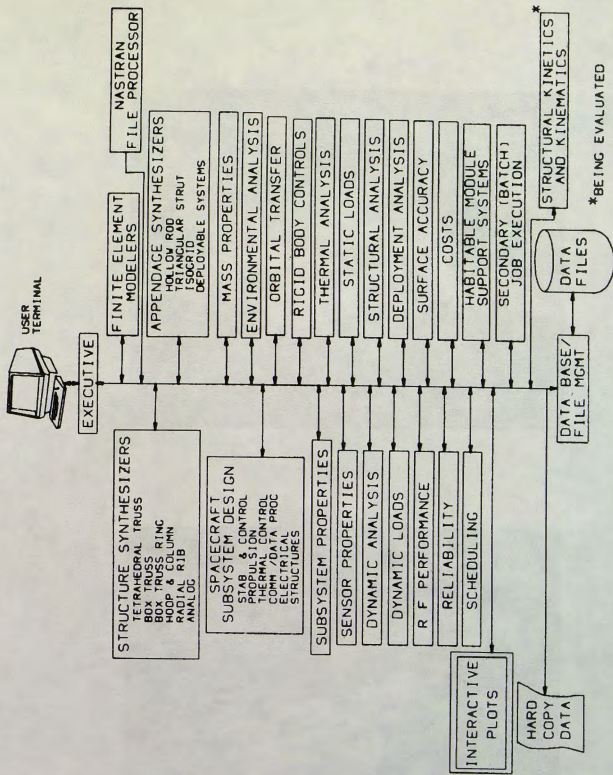 USER
TERMINAL
EXECUTIVE
STRUCTURE SYNTHESIZERS
TETRAHEDRAL TRUSS
BOX TRUSS
BOX TRUSS RING
HOOP & COLUMN
RADIAL RIB
ANALOG
SPACECRAFT
SUBSYSTEM DESIGN
STAB & CONTROL
PROPULSION
THERMAL CONTROL
COMM /DATA PROC
ELECTRICAL
STRUCTURES
SUBSYSTEM PROPERTIES
SENSOR PROPERTIES
DYNAMIC ANALYSIS
DYNAMIC LOADS
R F PERFORMANCE
RELIABILITY
SCHEDULING
INTERACTIVE
PLOTS
HARD
COPY
DATA
FINITE ELEMENT
MODELERS
NASTRAN
FILE PROCESSOR
APPENDAGE SYNTHESIZERS
HOLLOW ROD
TRIANGULAR STRUT
ISOGRID
DEPLOYABLE SYSTEMS
MASS PROPERTIES
ENVIRONMENTAL ANALYSIS
ORBITAL TRANSFER
RIGID BODY CONTROLS
THERMAL ANALYSIS
STATIC LOADS
STRUCTURAL ANALYSIS
DEPLOYMENT ANALYSIS
SURFACE ACCURACY
COSTS
HABITABLE MODULE
SUPPORT SYSTEMS
SECONDARY (BATCH)
JOB EXECUTION
STRUCTURAL KINETICS *
AND KINEMATICS
DATA BASE/
FILE MGMT
DATA
FILES
*BEING EVALUATED